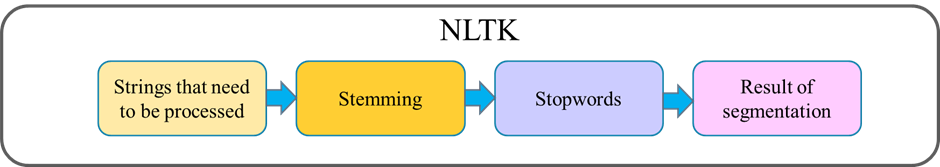 NLTK
Strings that need
to be processed
Stemming
Stopwords
Result of
segmentation